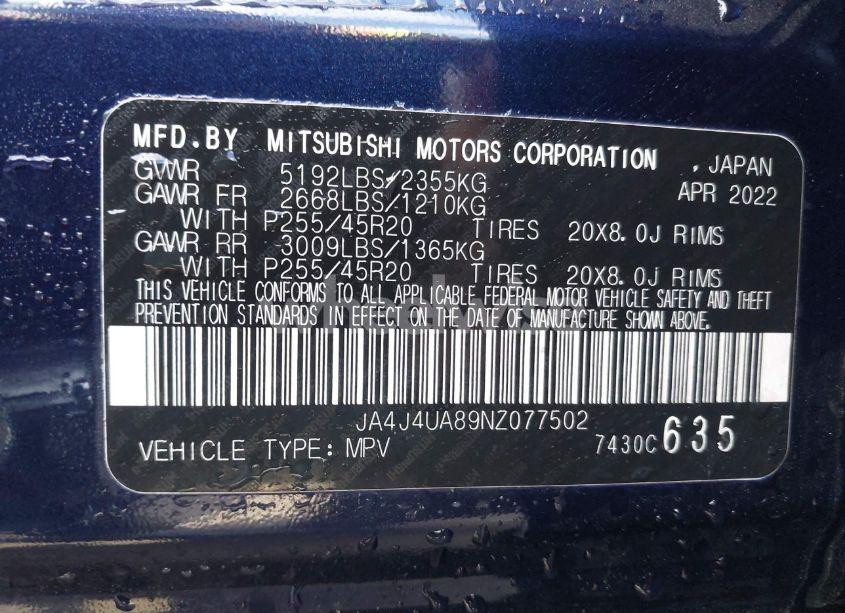 MFD.BY MITSUBISHI MOTORS CORPORATION , JAPAN
GVWR 5192LBS/2355KG APR 2022
GAWR FR 2668LBS/1210KG
WITH P255/45R20 TIRES 20X8.0J RIMS
GAWR RR 3009LBS/1365KG
WITH P255/45R20 TIRES 20X8.0J RIMS
THIS VEHICLE CONFORMS TO ALL APPLICABLE FEDERAL MOTOR VEHICLE SAFETY AND THEFT
PREVENTION STANDARDS IN EFFECT ON THE DATE OF MANUFACTURE SHOWN ABOVE.
JA4J4UA89NZ077502
VEHICLE TYPE: MPV 7430C 635